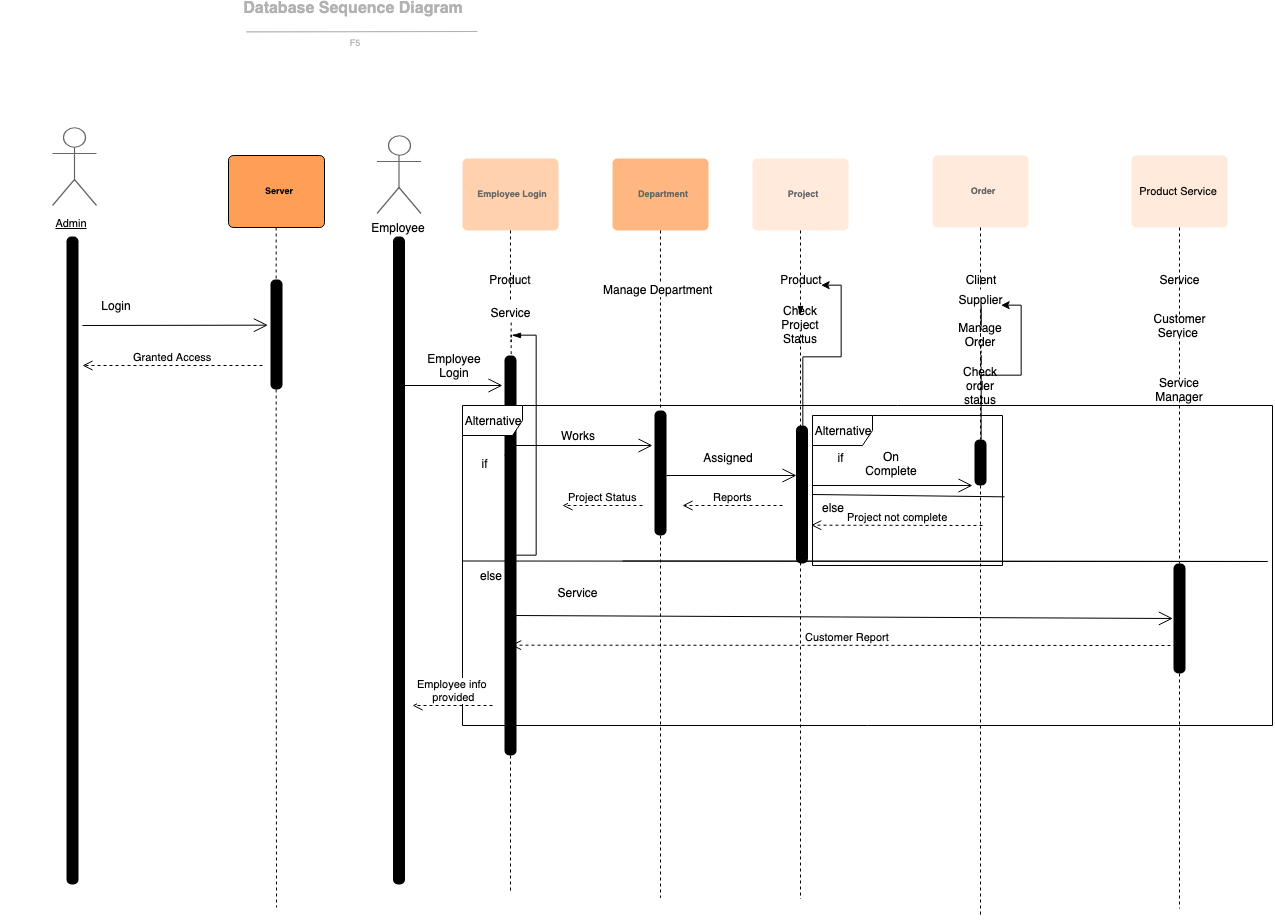 Database Sequence Diagram
F5
Admin
Server
Employee
Employee Login
Department
Project
Order
Product Service
Login
Granted Access
Product
Service
Employee
Login
Manage Department
Product
Check
Project
Status
Client
Supplier
Manage
Order
Check
order
status
Service
Customer
Service
Service
Manager
Alternative
if
Works
Assigned
Project Status
Reports
Alternative
if
On
Complete
else
Project not complete
else
Service
Customer Report
Employee info
provided